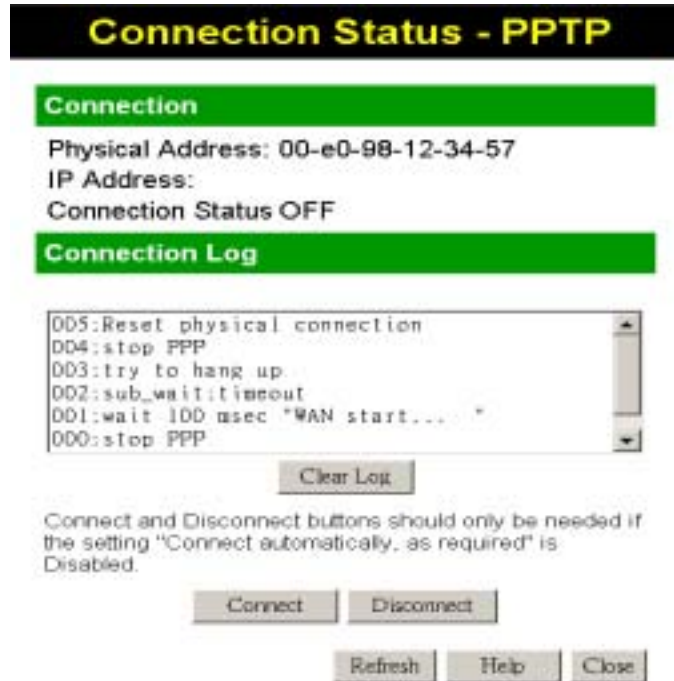 Connection Status - PPTP
Connection
Physical Address: 00-e0-98-12-34-57
IP Address:
Connection Status OFF
Connection Log
005:Reset physical connection
004:stop PPP
003:try to hang up
002:sub_wait:timeout
001:wait 100 msec "WAN start... "
000:stop PPP
Clear Log
Connect and Disconnect buttons should only be needed if
the setting "Connect automatically, as required" is
Disabled.
Connect Disconnect
Refresh Help Close